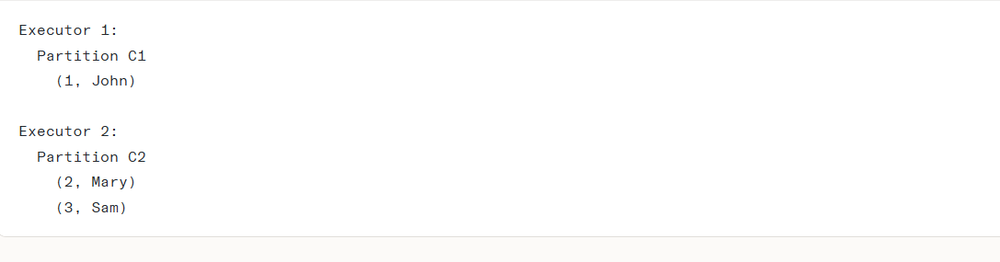 Executor 1:
Partition C1
(1, John)
Executor 2:
Partition C2
(2, Mary)
(3, Sam)